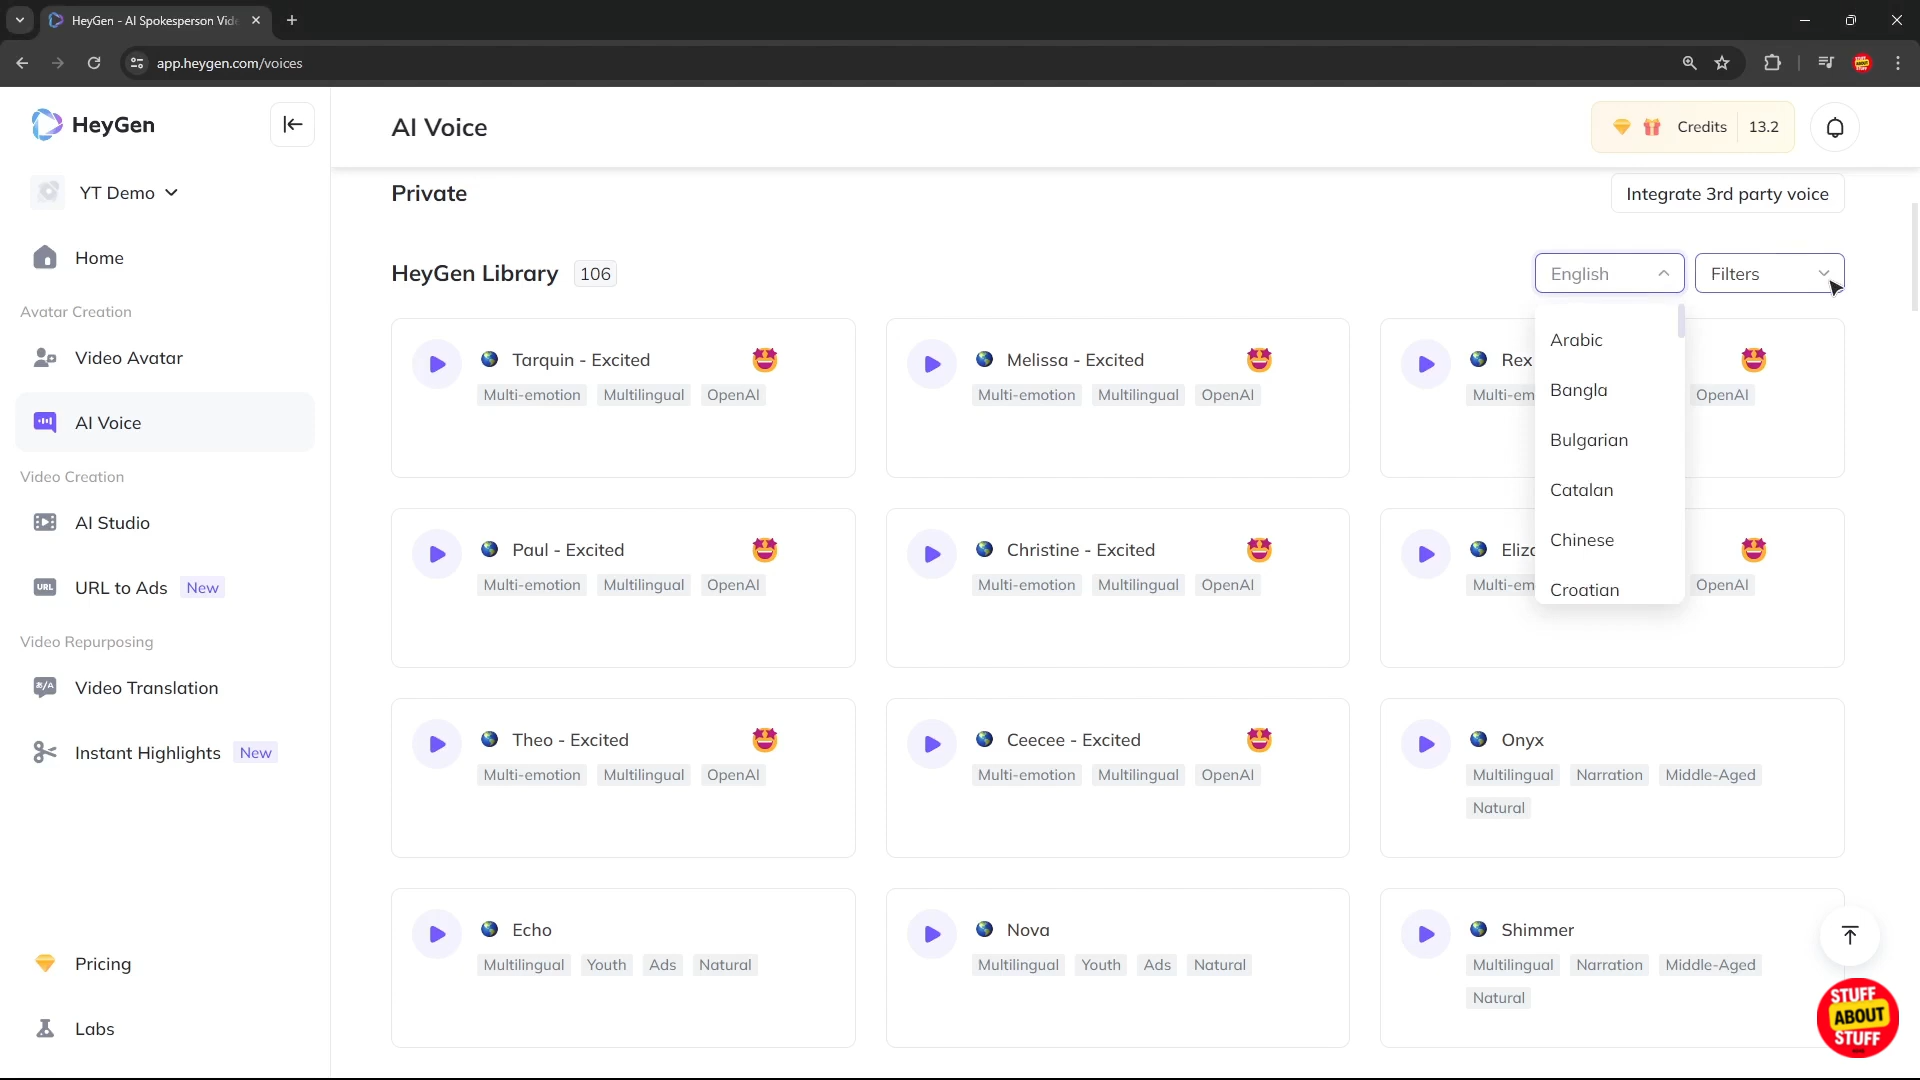 HeyGen - AI Spokesperson Vid
app.heygen.com/voices
HeyGen
AI Voice
Credits 13.2
YT Demo
Private
Integrate 3rd party voice
Home
HeyGen Library 106
English
Filters
Avatar Creation
Video Avatar
AI Voice
Video Creation
AI Studio
URL
URL to Ads New
Video Repurposing
Video Translation
Instant Highlights New
Pricing
Labs
Tarquin - Excited
Multi-emotion Multilingual OpenAI
Melissa - Excited
Multi-emotion Multilingual OpenAI
Rex
Multi-em OpenAI
Arabic
Bangla
Bulgarian
Catalan
Chinese
Croatian
Paul - Excited
Multi-emotion Multilingual OpenAI
Christine - Excited
Multi-emotion Multilingual OpenAI
Eliz
Multi-em OpenAI
Theo - Excited
Multi-emotion Multilingual OpenAI
Ceecee - Excited
Multi-emotion Multilingual OpenAI
Onyx
Multilingual Narration Middle-Aged
Natural
Echo
Multilingual Youth Ads Natural
Nova
Multilingual Youth Ads Natural
Shimmer
Multilingual Narration Middle-Aged
Natural
STUFF
ABOUT
STUFF